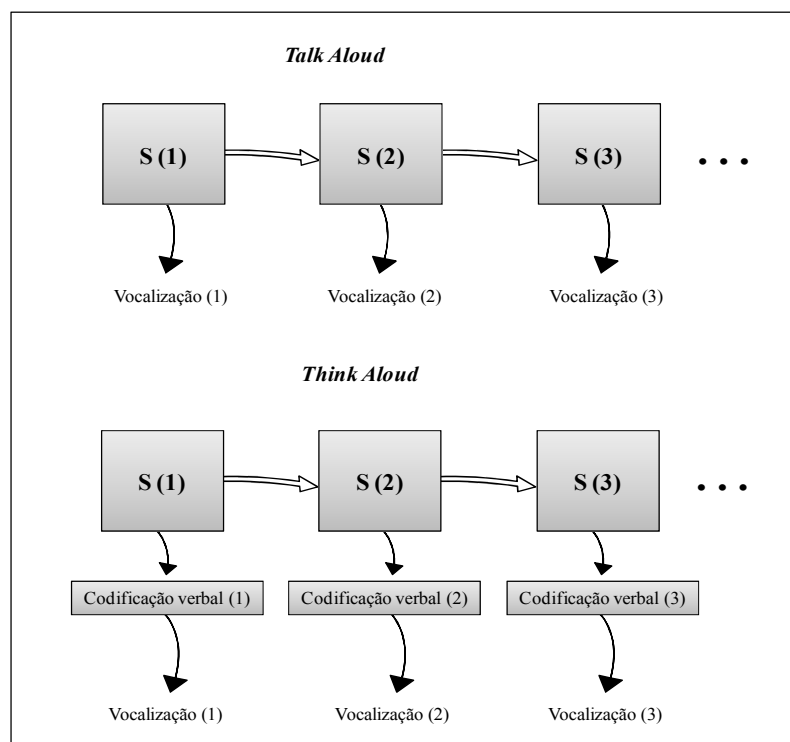 Talk Aloud
S (1) S (2) S (3) . . .
Vocalização (1) Vocalização (2) Vocalização (3)
Think Aloud
S (1) S (2) S (3) . . .
Codificação verbal (1) Codificação verbal (2) Codificação verbal (3)
Vocalização (1) Vocalização (2) Vocalização (3)